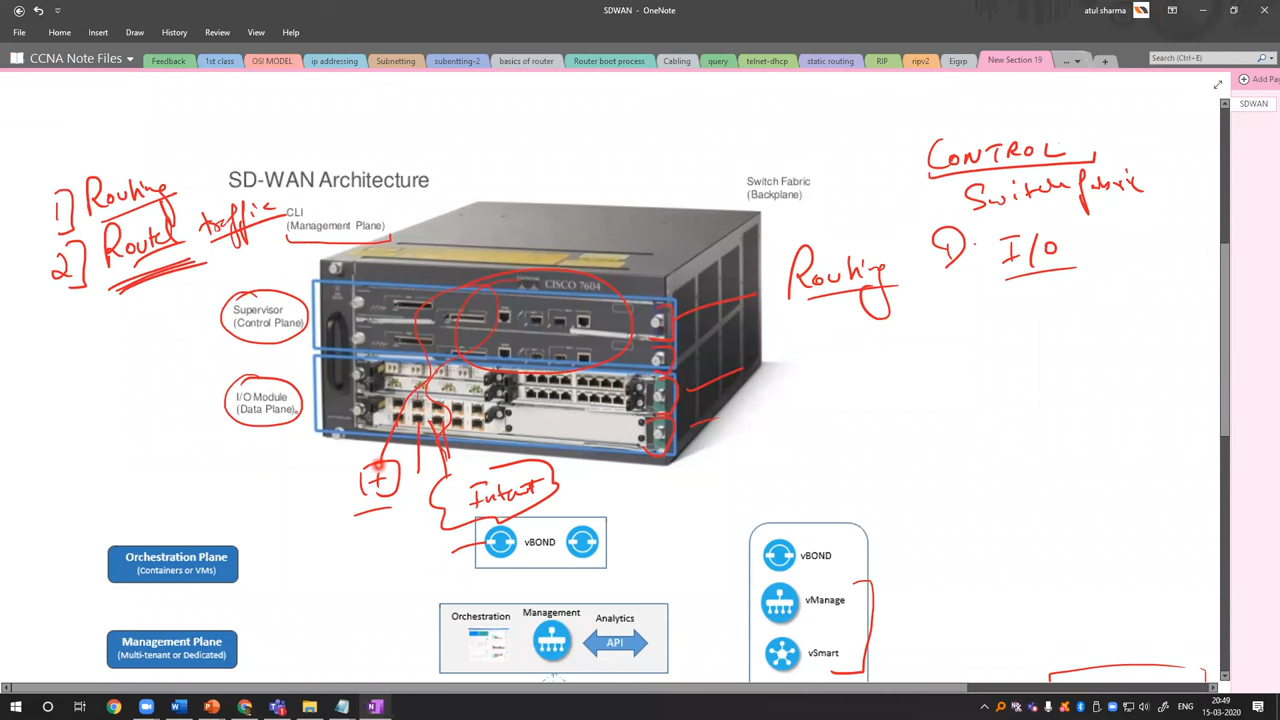 SDWAN - OneNote
atul sharma
File Home Insert Draw History Review View Help
CCNA Note Files
Feedback 1st class OSI MODEL ip addressing Subnetting subentting-2 basics of router Router boot process Cabling query telnet-dhcp static routing RIP ripv2 Eigrp New Section 19 ...
Search (Ctrl+E)
Add Pag
SDWAN
CONTROL
Switch fabric
D. I/O
1] Routing
2] Route traffic
SD-WAN Architecture
Switch Fabric
(Backplane)
CLI
(Management Plane)
Routing
CISCO 7604
Supervisor
(Control Plane)
I/O Module
(Data Plane)
vBOND
Orchestration Plane
(Containers or VMs)
vBOND
vManage
vSmart
Orchestration Management Analytics
API
Management Plane
(Multi-tenant or Dedicated)
ENG
20:49
15-03-2020